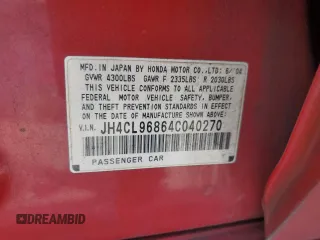 MFD. IN JAPAN BY HONDA MOTOR CO.,LTD. 6/04
GVWR 4300LBS GAWR F 2335LBS R 2030LBS
THIS VEHICLE CONFORMS TO ALL APPLICABLE
FEDERAL MOTOR VEHICLE SAFETY, BUMPER,
AND THEFT PREVENTION STANDARDS IN EFFECT
ON THE DATE OF MANUFACTURE SHOWN ABOVE.
V.I.N. JH4CL96864C040270
PASSENGER CAR
DREAMBID